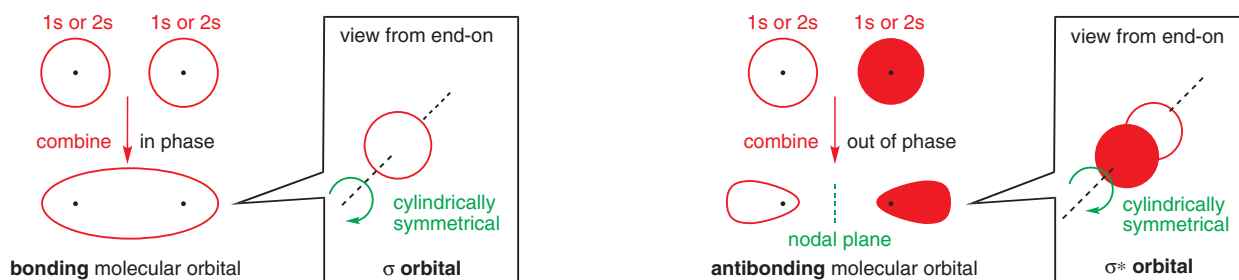 1s or 2s 1s or 2s
view from end-on
combine in phase
cylindrically
symmetrical
bonding molecular orbital
σ orbital
1s or 2s 1s or 2s
view from end-on
combine out of phase
nodal plane
cylindrically
symmetrical
antibonding molecular orbital
σ* orbital